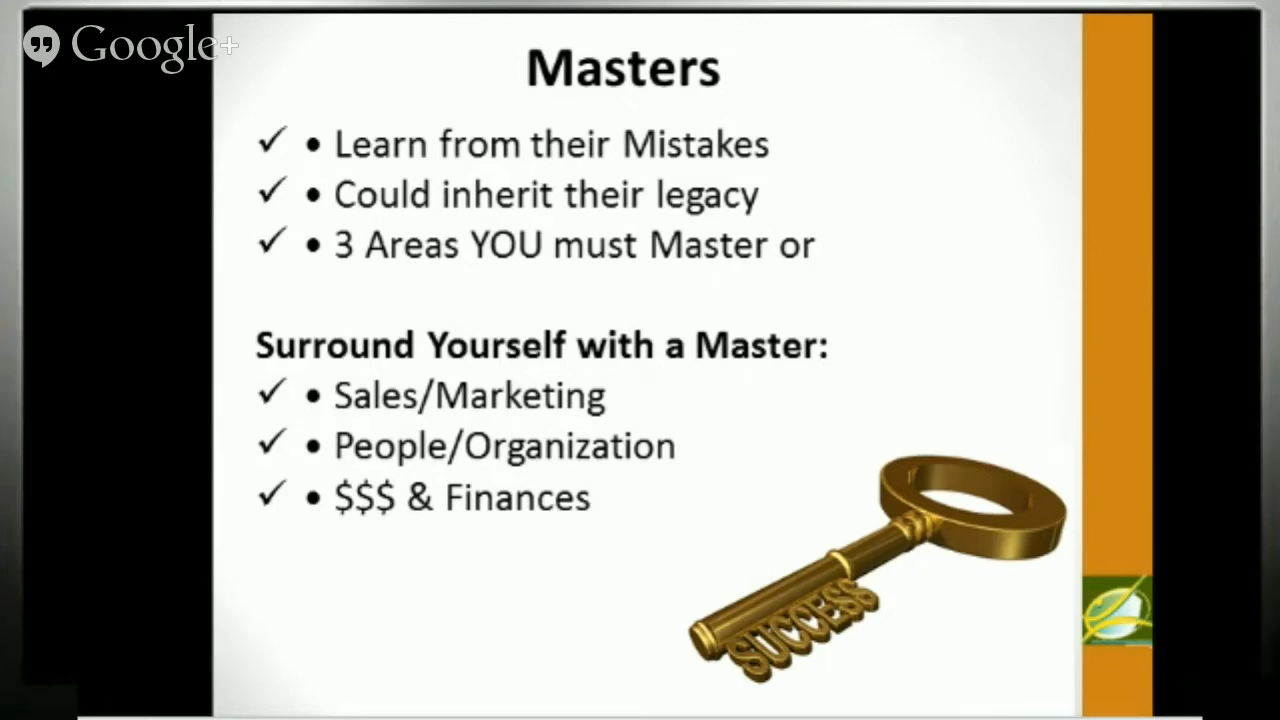 Google+
Masters
✓ • Learn from their Mistakes
✓ • Could inherit their legacy
✓ • 3 Areas YOU must Master or
Surround Yourself with a Master:
✓ • Sales/Marketing
✓ • People/Organization
✓ • $$$ & Finances
SUCCESS